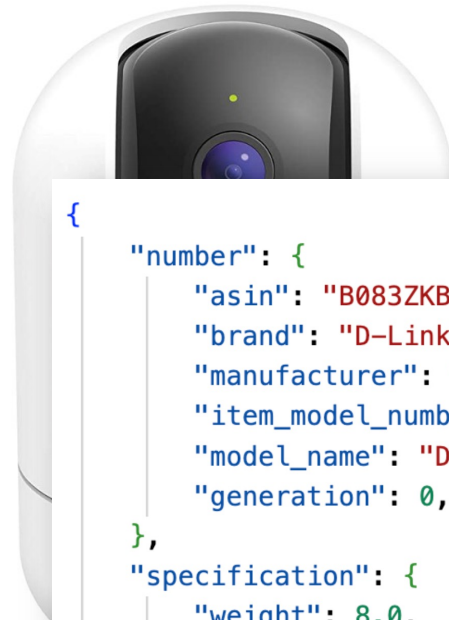 {
"number": {
"asin": "B083ZKB
"brand": "D-Link
"manufacturer":
"item_model_numb
"model_name": "D
"generation": 0,
},
"specification": {
"weight": 8.0,